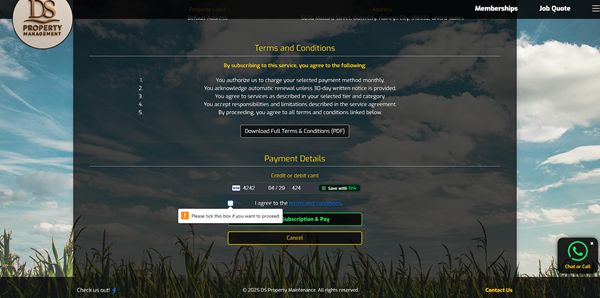 DS
PROPERTY
MANAGEMENT
Memberships
Job Quote
Property Level
Address
Default Address
Terms and Conditions
By subscribing to this service, you agree to the following:
1. You authorize us to charge your selected payment method monthly.
2. You acknowledge automatic renewal unless 30-day written notice is provided.
3. You agree to services as described in your selected tier and category.
4. You accept responsibilities and limitations described in the service agreement.
5. By proceeding, you agree to all terms and conditions linked below.
Download Full Terms & Conditions (PDF)
Payment Details
Credit or debit card
VISA 4242 04 / 29 424 Save with link
I agree to the terms and conditions.
! Please tick this box if you want to proceed.
Subscription & Pay
Cancel
Chat or Call
Check us out!
© 2025 DS Property Maintenance. All rights reserved.
Contact Us